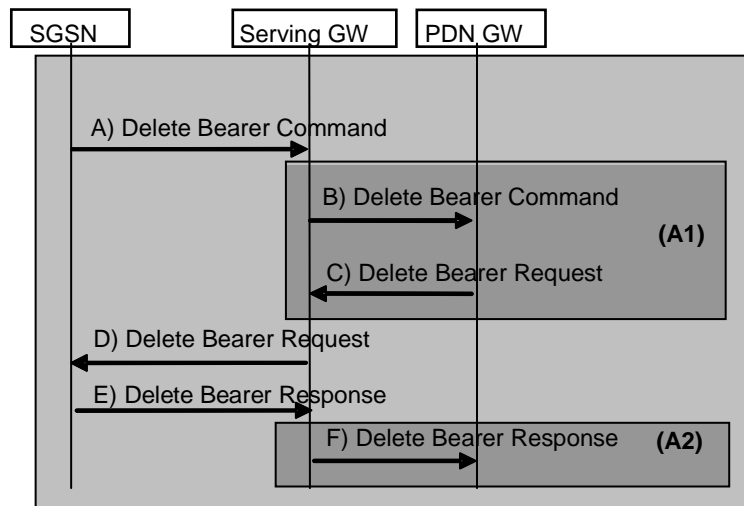 SGSN
Serving GW
PDN GW
A) Delete Bearer Command
B) Delete Bearer Command
(A1)
C) Delete Bearer Request
D) Delete Bearer Request
E) Delete Bearer Response
F) Delete Bearer Response
(A2)